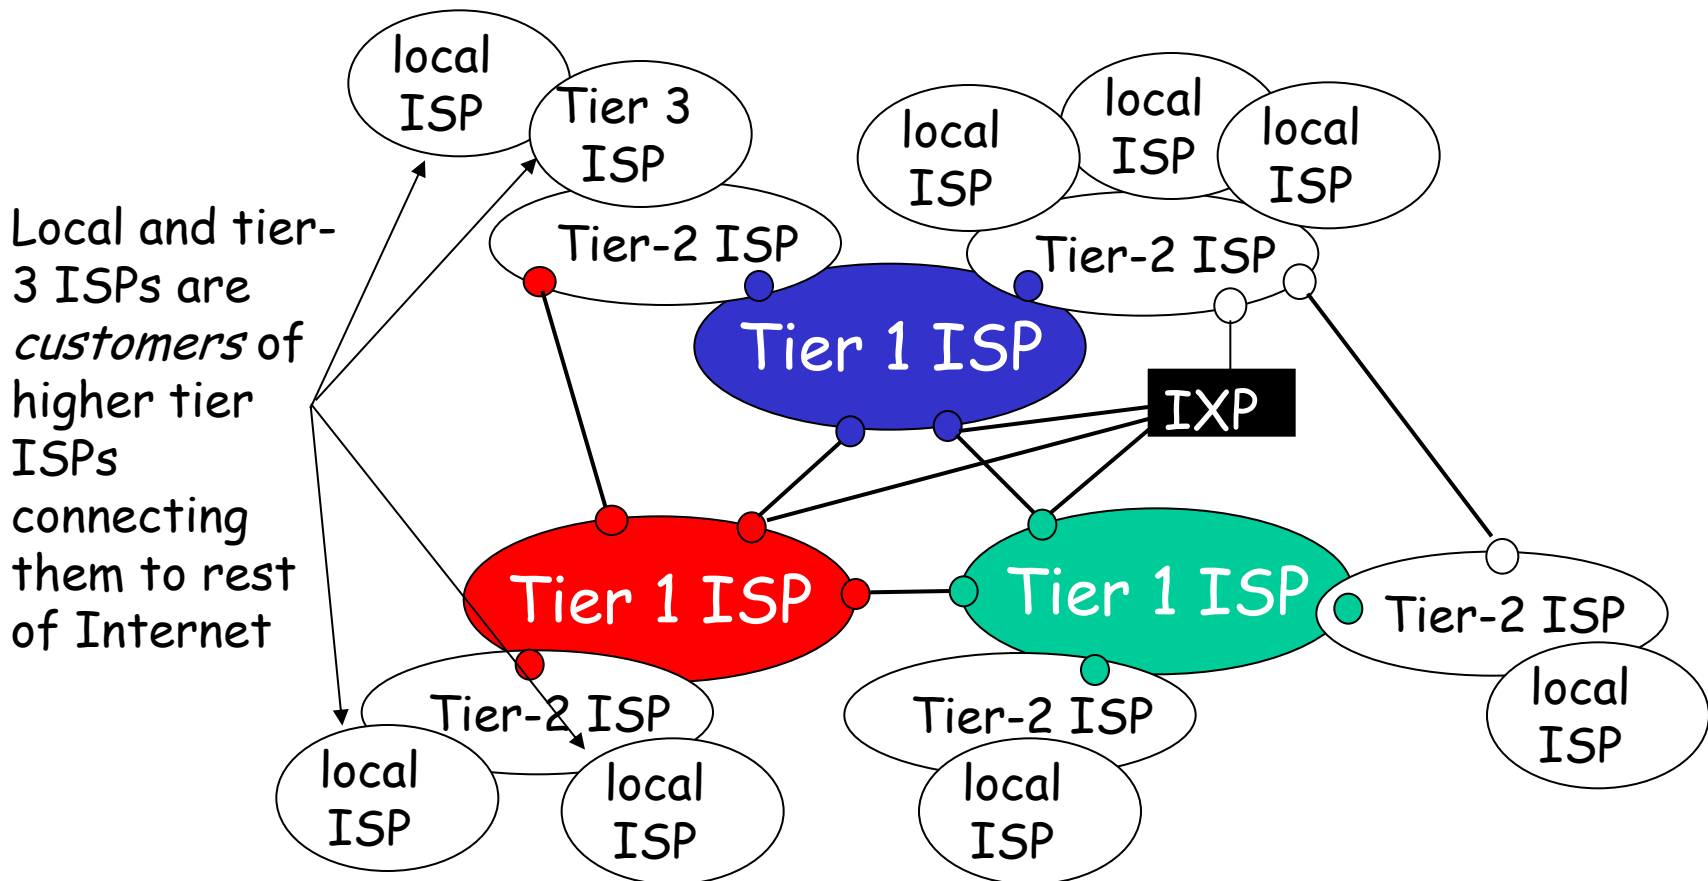 local
ISP
Tier 3
ISP
local
ISP
local
ISP
local
ISP
Local and tier-
3 ISPs are
customers of
higher tier
ISPs
connecting
them to rest
of Internet
Tier-2 ISP
Tier-2 ISP
Tier 1 ISP
IXP
Tier 1 ISP
Tier 1 ISP
Tier-2 ISP
local
ISP
Tier-2 ISP
Tier-2 ISP
local
ISP
local
ISP
local
ISP